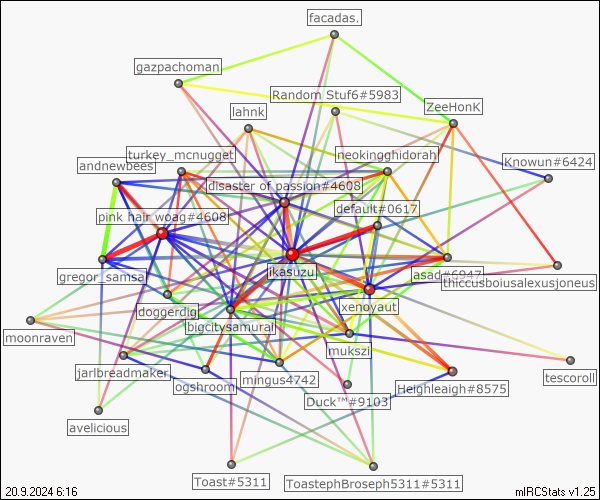 facadas.
gazpachoman
Random Stuf6#5983
ZeeHonK
lahnk
turkey_mcnugget
neokingghidorah
Knowun#6424
andrewbees
disaster of passion#4608
default#0617
pink hair woag#4608
ikasuzu
asad#6947
gregor_samsa
thiccusboiusalexusjoneus
doggerdig
xenoyaut
bigcitysamurai
moonraven
mukszi
jarlbreadmaker
mingus4742
tescoroll
ogshroom
Heighleigh#8575
Duck™#9103
avelicious
Toast#5311
ToastephBroseph5311#5311
20.9.2024 6:16
mIRCStats v1.25